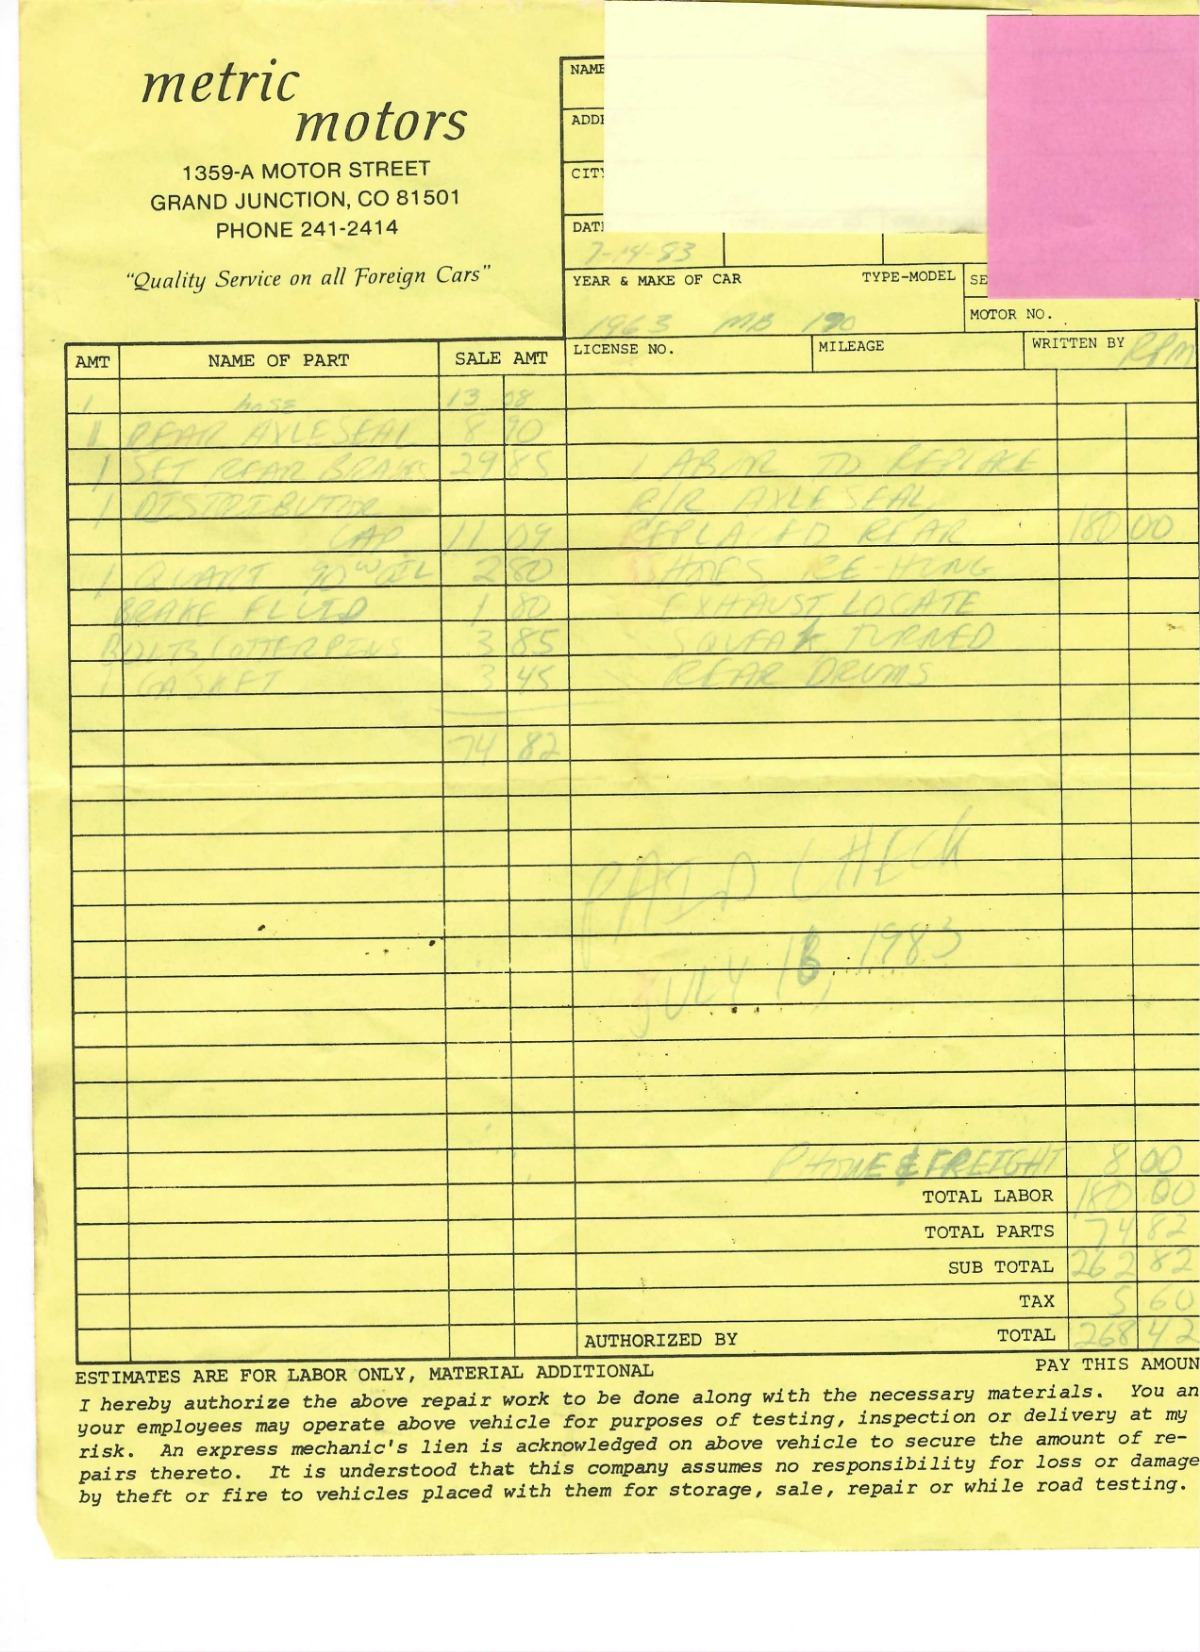 metric
motors
1359-A MOTOR STREET
GRAND JUNCTION, CO 81501
PHONE 241-2414
"Quality Service on all Foreign Cars"
NAME
ADD
CIT
DAT
7-14-83
YEAR & MAKE OF CAR TYPE-MODEL SE
1963 MB 190
MOTOR NO.
LICENSE NO. MILEAGE WRITTEN BY RPM
AMT NAME OF PART SALE AMT
1 hose 13 08
1 REAR AXLE SEAL 8 90
1 SET REAR BRAKES 29 85 LABOR TO REPLACE
1 DISTRIBUTOR R/R AXLE SEAL,
CAP 11 09 REPLACED REAR 180 00
1 QUART 90W OIL 2 80 SHOES RE-HUNG
BRAKE FLUID 1 80 EXHAUST LOCATE
BOLTS, COTTER PINS 3 85 SQUEAK TURNED
1 GASKET 3 45 REAR DRUMS
74 82
PAID CHECK
JULY 1, 1983
PHONE & FREIGHT 8 00
TOTAL LABOR 180 00
TOTAL PARTS 74 82
SUB TOTAL 262 82
TAX 5 60
AUTHORIZED BY TOTAL 268 42
ESTIMATES ARE FOR LABOR ONLY, MATERIAL ADDITIONAL PAY THIS AMOUN
I hereby authorize the above repair work to be done along with the necessary materials. You an
your employees may operate above vehicle for purposes of testing, inspection or delivery at my
risk. An express mechanic's lien is acknowledged on above vehicle to secure the amount of re-
pairs thereto. It is understood that this company assumes no responsibility for loss or damage
by theft or fire to vehicles placed with them for storage, sale, repair or while road testing.